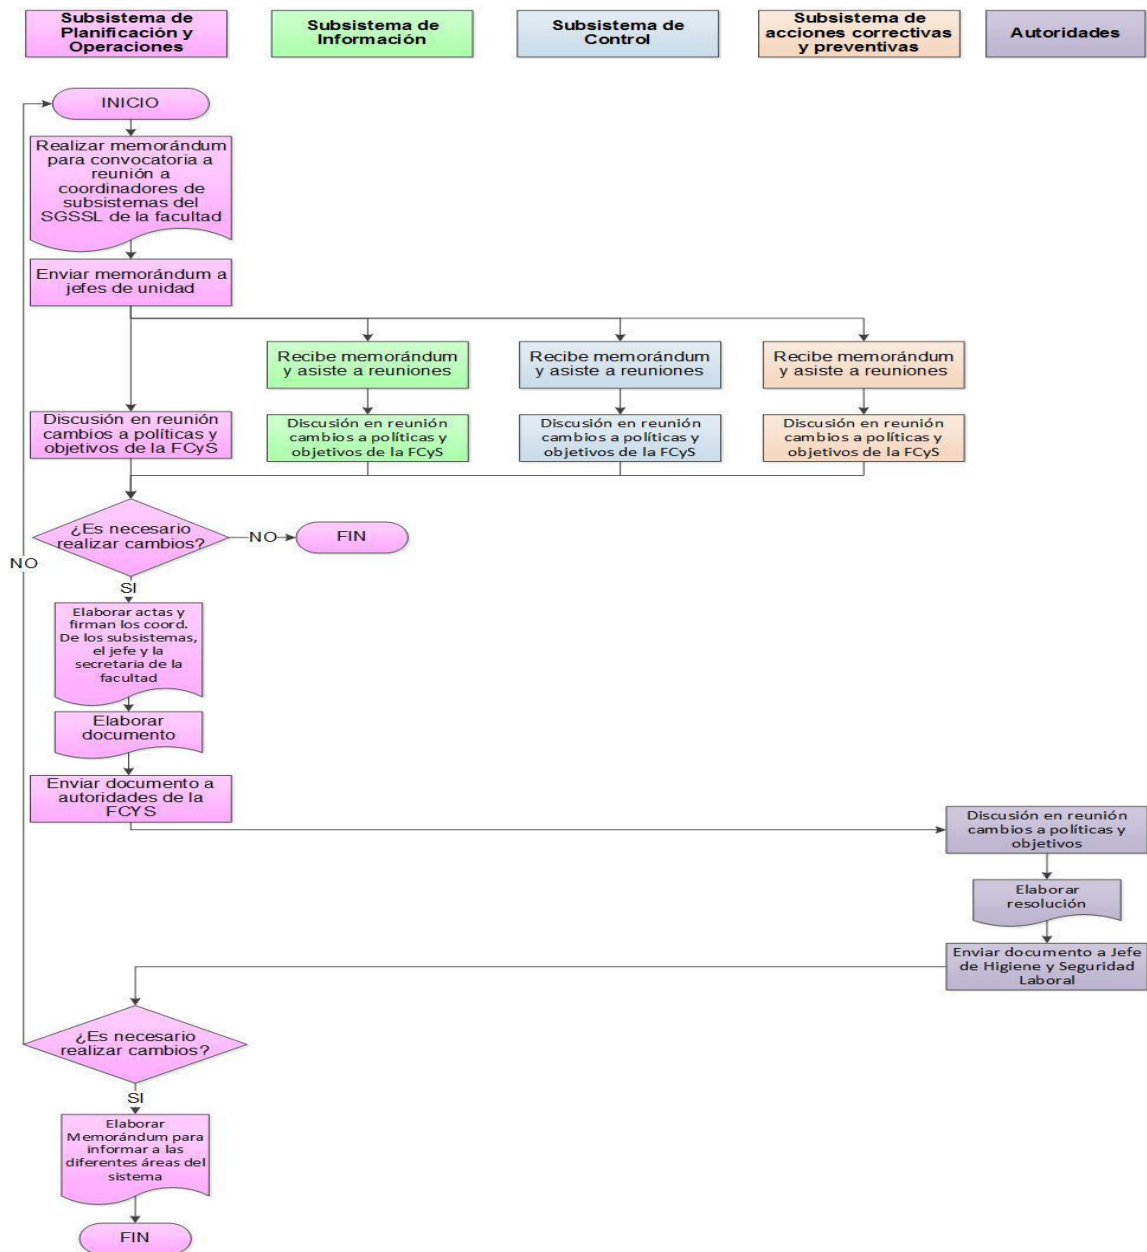 Subsistema de
Planificación y
Operaciones
Subsistema de
Información
Subsistema de
Control
Subsistema de
acciones correctivas
y preventivas
Autoridades
INICIO
Realizar memorándum
para convocatoria a
reunión a
coordinadores de
subsistemas del
SGSSL de la facultad
Enviar memorándum a
jefes de unidad
Recibe memorándum
y asiste a reuniones
Recibe memorándum
y asiste a reuniones
Recibe memorándum
y asiste a reuniones
Discusión en reunión
cambios a políticas y
objetivos de la FCyS
Discusión en reunión
cambios a políticas y
objetivos de la FCyS
Discusión en reunión
cambios a políticas y
objetivos de la FCyS
Discusión en reunión
cambios a políticas y
objetivos de la FCyS
¿Es necesario
realizar cambios?
NO
FIN
NO
SI
Elaborar actas y
firman los coord.
De los subsistemas,
el jefe y la
secretaria de la
facultad
Elaborar
documento
Enviar documento a
autoridades de la
FCYS
Discusión en reunión
cambios a políticas y
objetivos
Elaborar
resolución
Enviar documento a Jefe
de Higiene y Seguridad
Laboral
¿Es necesario
realizar cambios?
SI
Elaborar
Memorándum para
informar a las
diferentes áreas del
sistema
FIN